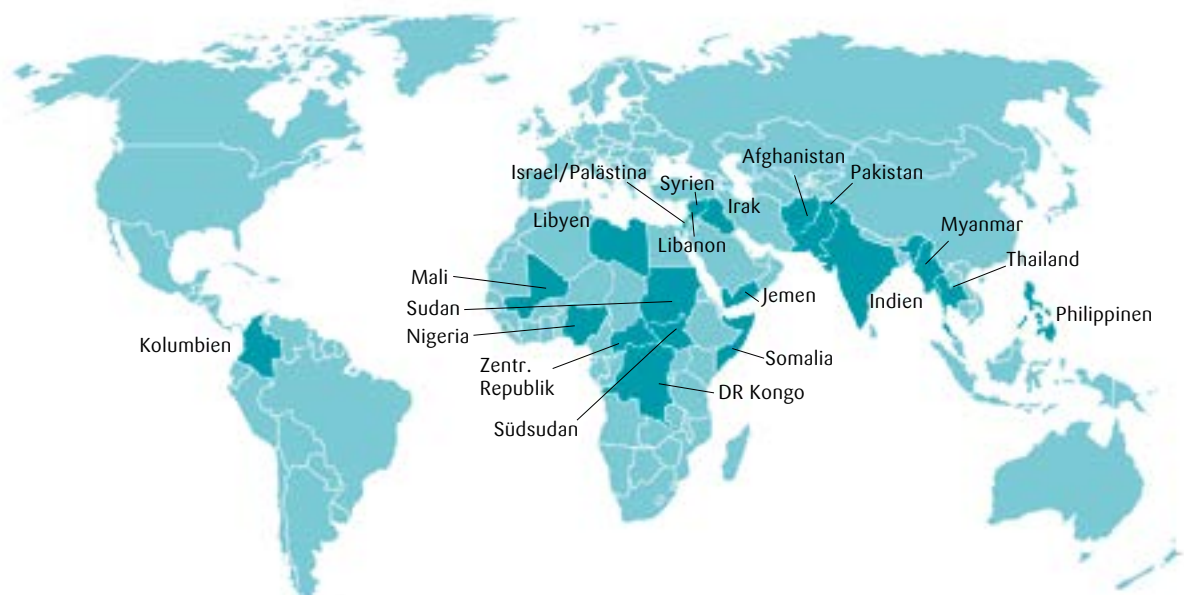 Afghanistan
Israel/Palästina
Pakistan
Syrien
Irak
Libyen
Myanmar
Libanon
Thailand
Mali
Jemen
Indien
Sudan
Philippinen
Nigeria
Kolumbien
Somalia
Zentr.
Republik
DR Kongo
Südsudan